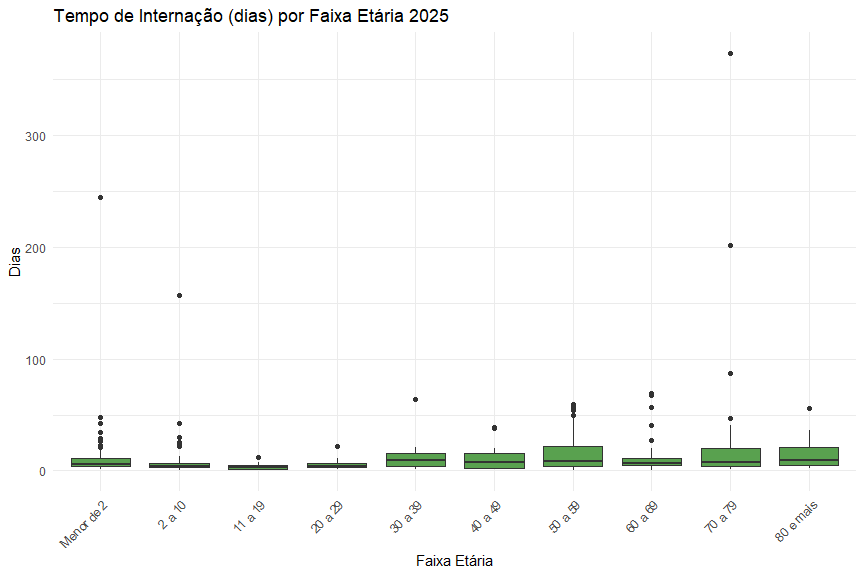 Tempo de Internação (dias) por Faixa Etária 2025
300
200
100
0
Dias
Menor de 2
2 a 10
11 a 19
20 a 29
30 a 39
40 a 49
50 a 59
60 a 69
70 a 79
80 e mais
Faixa Etária